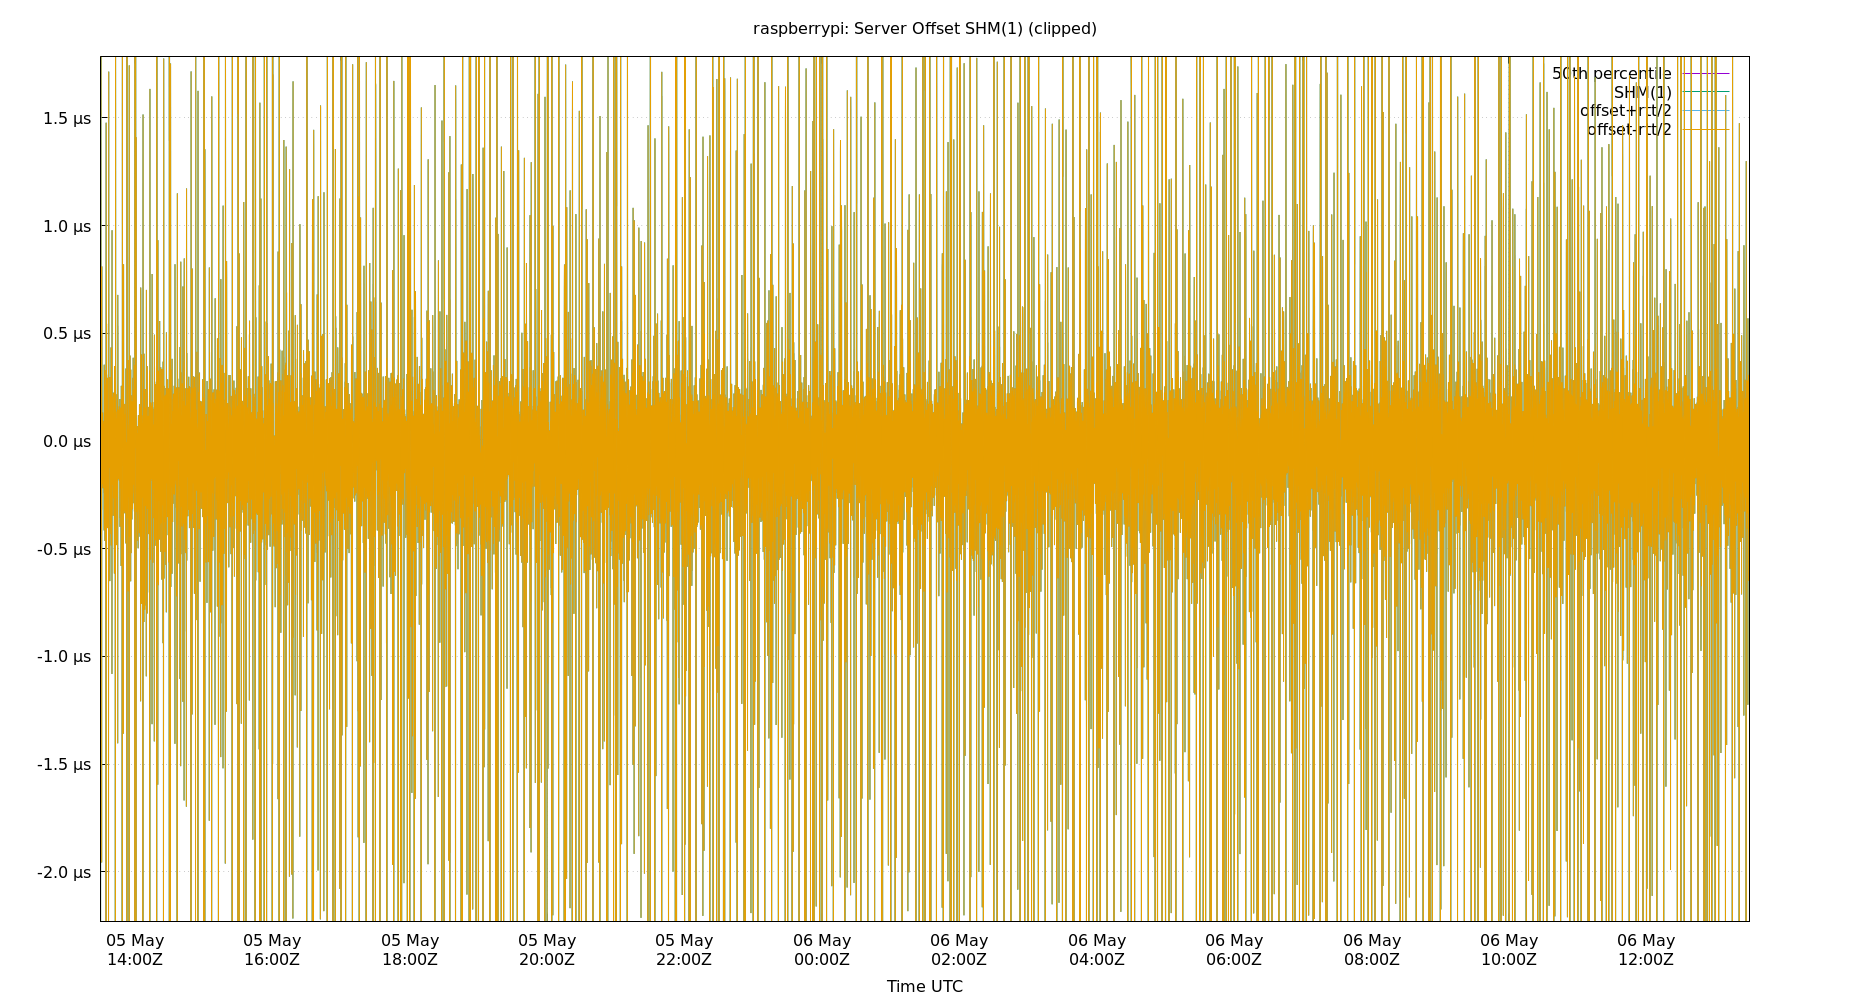 raspberrypi: Server Offset SHM(1) (clipped)
50th percentile
SHM(1)
offset+rtt/2
offset-rtt/2
1.5 µs
1.0 µs
0.5 µs
0.0 µs
-0.5 µs
-1.0 µs
-1.5 µs
-2.0 µs
05 May 05 May 05 May 05 May 05 May 06 May 06 May 06 May 06 May 06 May 06 May 06 May
14:00Z 16:00Z 18:00Z 20:00Z 22:00Z 00:00Z 02:00Z 04:00Z 06:00Z 08:00Z 10:00Z 12:00Z
Time UTC